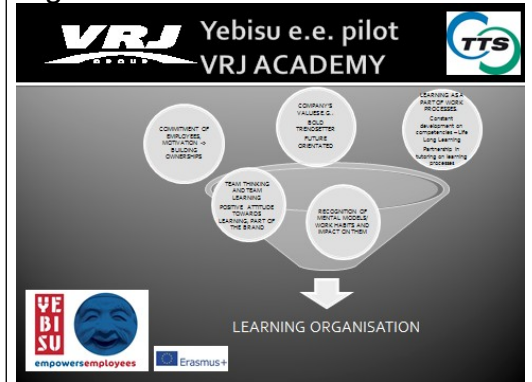 VRJ
GROUP
Yebisu e.e. pilot
VRJ ACADEMY
TTS
COMMITMENT OF
EMPLOYEES,
MOTIVATION ->
BUILDING
OWNERSHIPS
COMPANY'S
VALUES E.G.,
BOLD
TRENDSETTER
FUTURE
ORIENTATED
LEARNING AS A
PART OF WORK
PROCESSES.
Constant
development on
competencies – Life
Long Learning
Partnership in
tutoring on learning
processes
TEAM THINKING
AND TEAM
LEARNING
POSITIVE ATTITUDE
TOWARDS
LEARNING, PART OF
THE BRAND
RECOGNITION OF
MENTAL MODELS/
WORK HABITS AND
IMPACT ON THEM
LEARNING ORGANISATION
YE
BI
SU
empowersemployees
Erasmus+